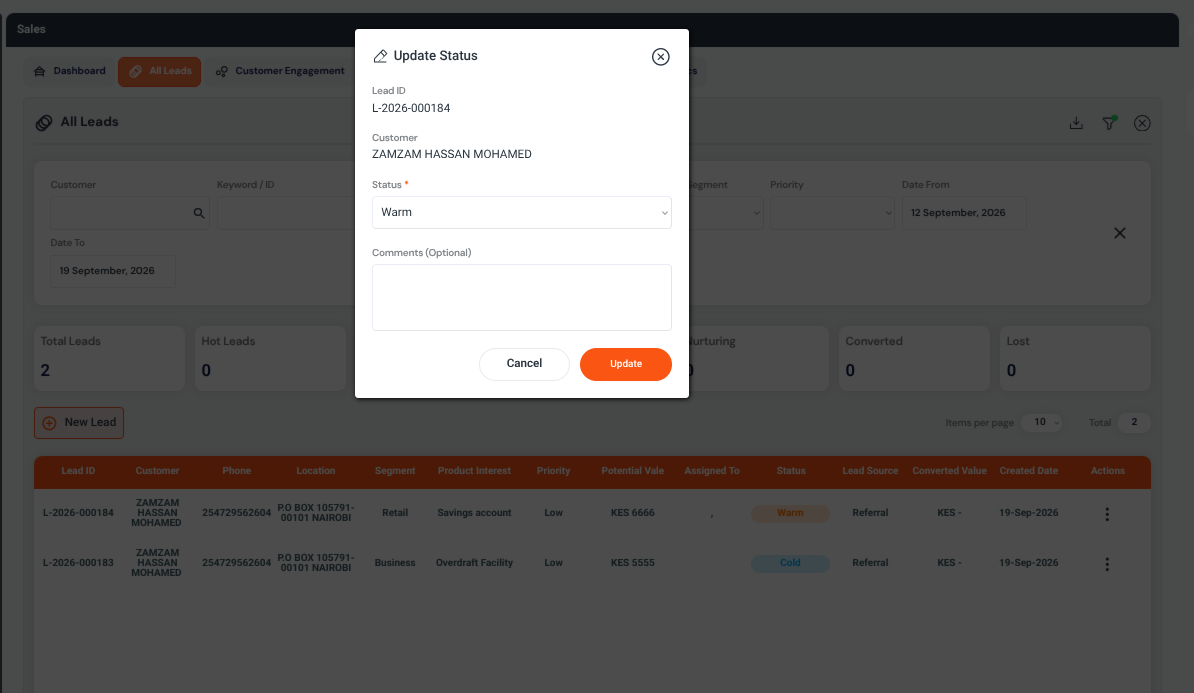 Sales
Dashboard
All Leads
Customer Engagement
cs
All Leads
Customer
Keyword / ID
Segment
Priority
Date From
12 September, 2026
Date To
19 September, 2026
Update Status
Lead ID
L-2026-000184
Customer
ZAMZAM HASSAN MOHAMED
Status *
Warm
Comments (Optional)
Cancel
Update
Total Leads
2
Hot Leads
0
Nurturing
0
Converted
0
Lost
0
New Lead
Items per page 10
Total 2
Lead ID Customer Phone Location Segment Product Interest Priority Potential Vale Assigned To Status Lead Source Converted Value Created Date Actions
L-2026-000184 ZAMZAM HASSAN MOHAMED 254729562604 P.O BOX 105791-00101 NAIROBI Retail Savings account Low KES 6666 , Warm Referral KES - 19-Sep-2026
L-2026-000183 ZAMZAM HASSAN MOHAMED 254729562604 P.O BOX 105791-00101 NAIROBI Business Overdraft Facility Low KES 5555 Cold Referral KES - 19-Sep-2026